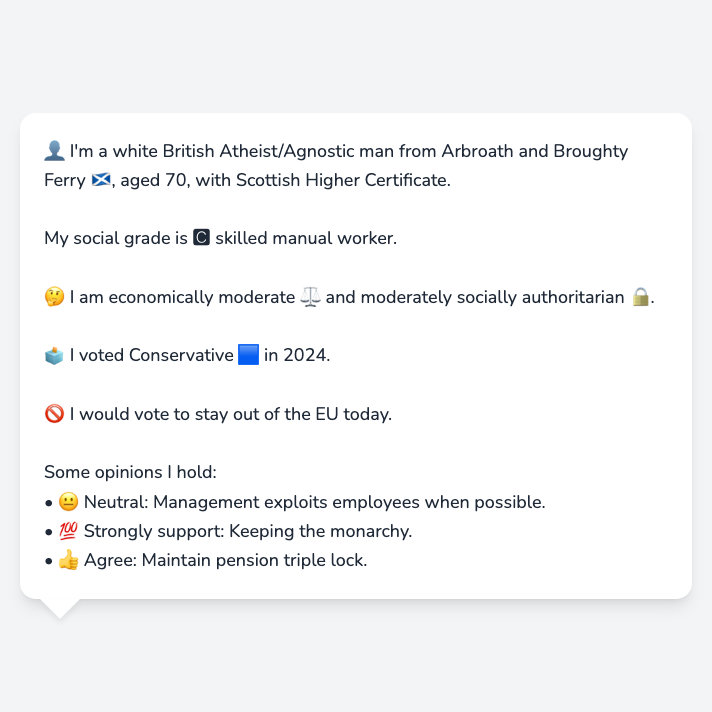 👤 I'm a white British Atheist/Agnostic man from Arbroath and Broughty
Ferry 🏴󠁧󠁢󠁳󠁣󠁴󠁿, aged 70, with Scottish Higher Certificate.
My social grade is 🅲 skilled manual worker.
🤔 I am economically moderate ⚖️ and moderately socially authoritarian 🔒.
🗳️ I voted Conservative 🟦 in 2024.
🚫 I would vote to stay out of the EU today.
Some opinions I hold:
• 😐 Neutral: Management exploits employees when possible.
• 💯 Strongly support: Keeping the monarchy.
• 👍 Agree: Maintain pension triple lock.